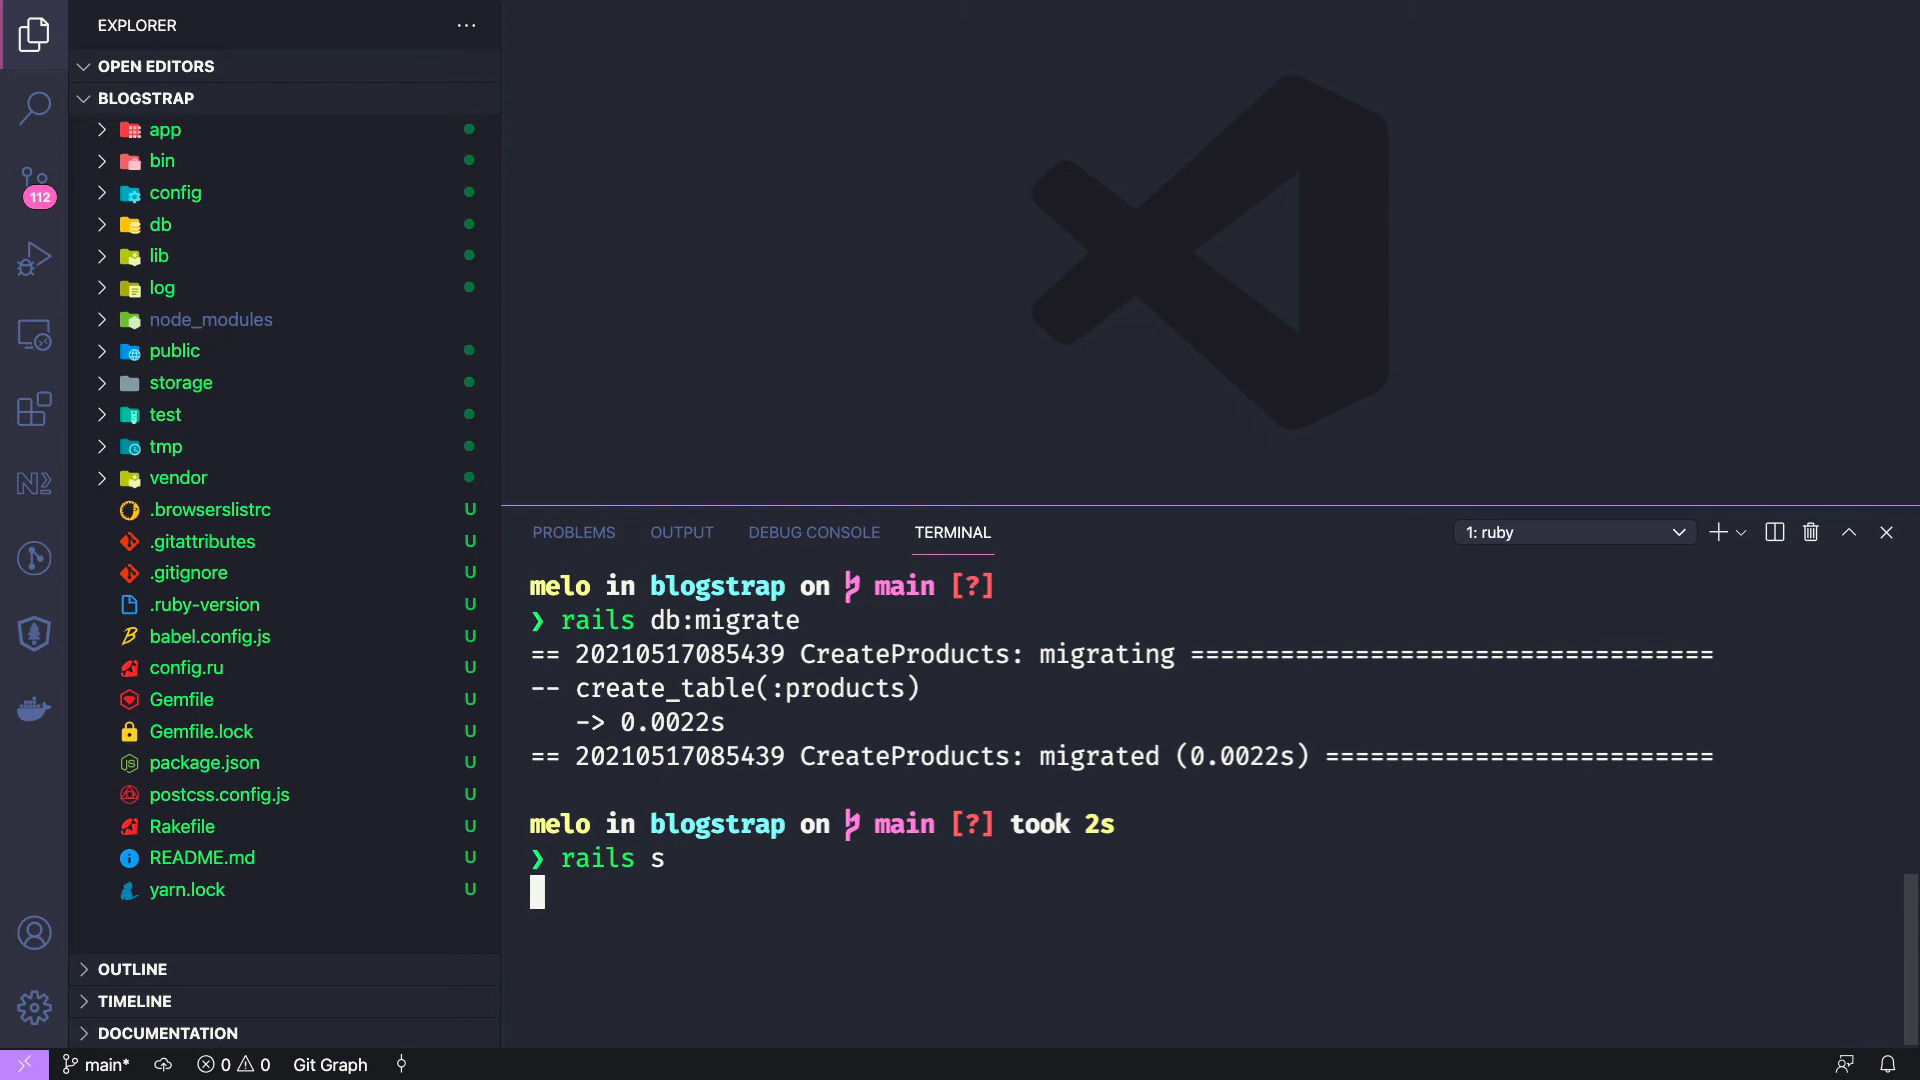 EXPLORER
OPEN EDITORS
BLOGSTRAP
app
bin
config
db
lib
log
node_modules
public
storage
test
tmp
vendor
.browserslistrc U
.gitattributes U
.gitignore U
.ruby-version U
babel.config.js U
config.ru U
Gemfile U
Gemfile.lock U
package.json U
postcss.config.js U
Rakefile U
README.md U
yarn.lock U
OUTLINE
TIMELINE
DOCUMENTATION
112
PROBLEMS OUTPUT DEBUG CONSOLE TERMINAL 1: ruby
melo in blogstrap on main [?]
❯ rails db:migrate
== 20210517085439 CreateProducts: migrating ===================================
-- create_table(:products)
-> 0.0022s
== 20210517085439 CreateProducts: migrated (0.0022s) ==========================
melo in blogstrap on main [?] took 2s
❯ rails s
main* 0 0 Git Graph